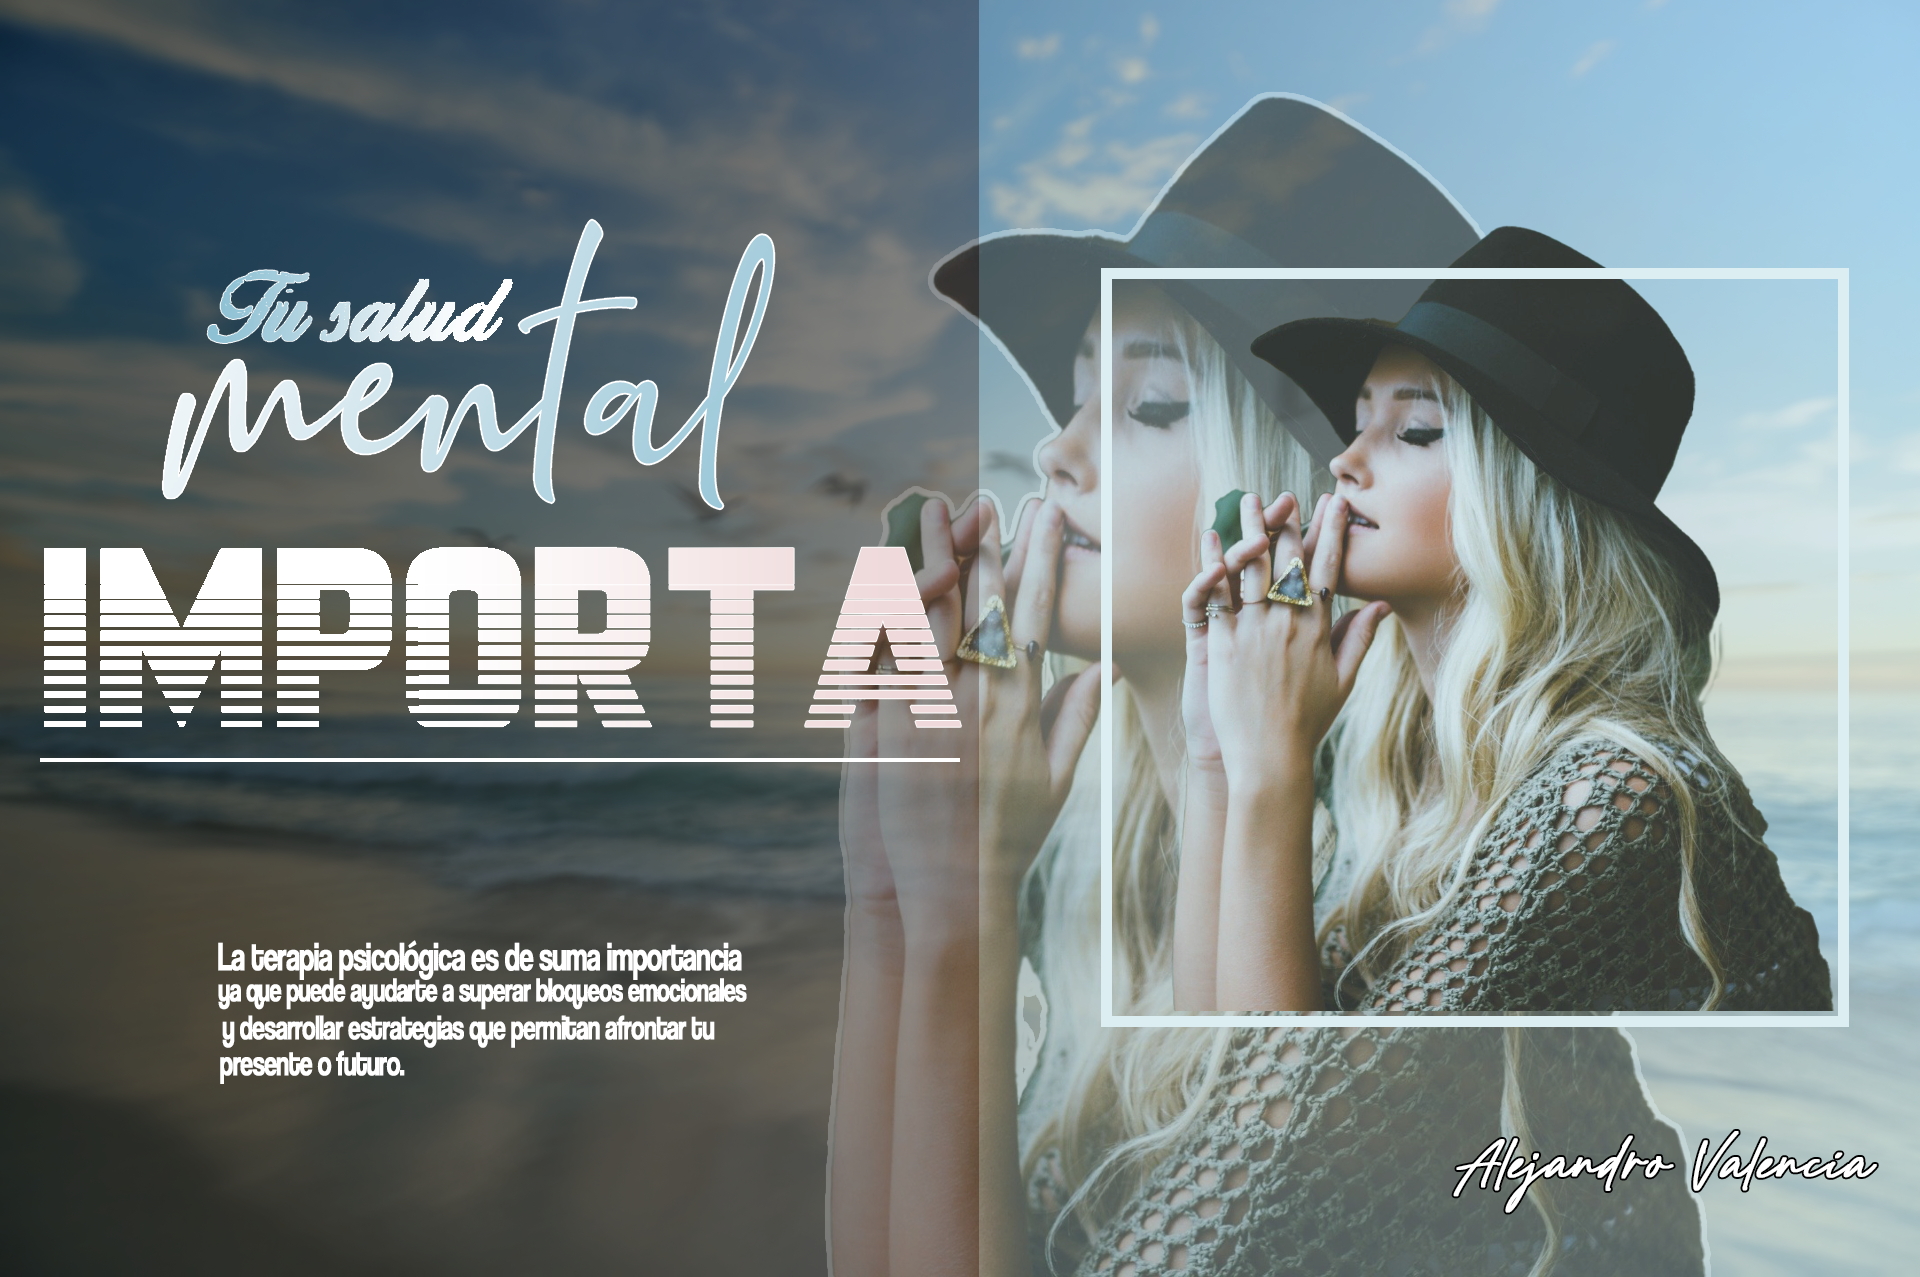 Tu salud
mental
IMPORTA
La terapia psicológica es de suma importancia
ya que puede ayudarte a superar bloqueos emocionales
y desarrollar estrategias que permitan afrontar tu
presente o futuro.
Alejandro Valencia